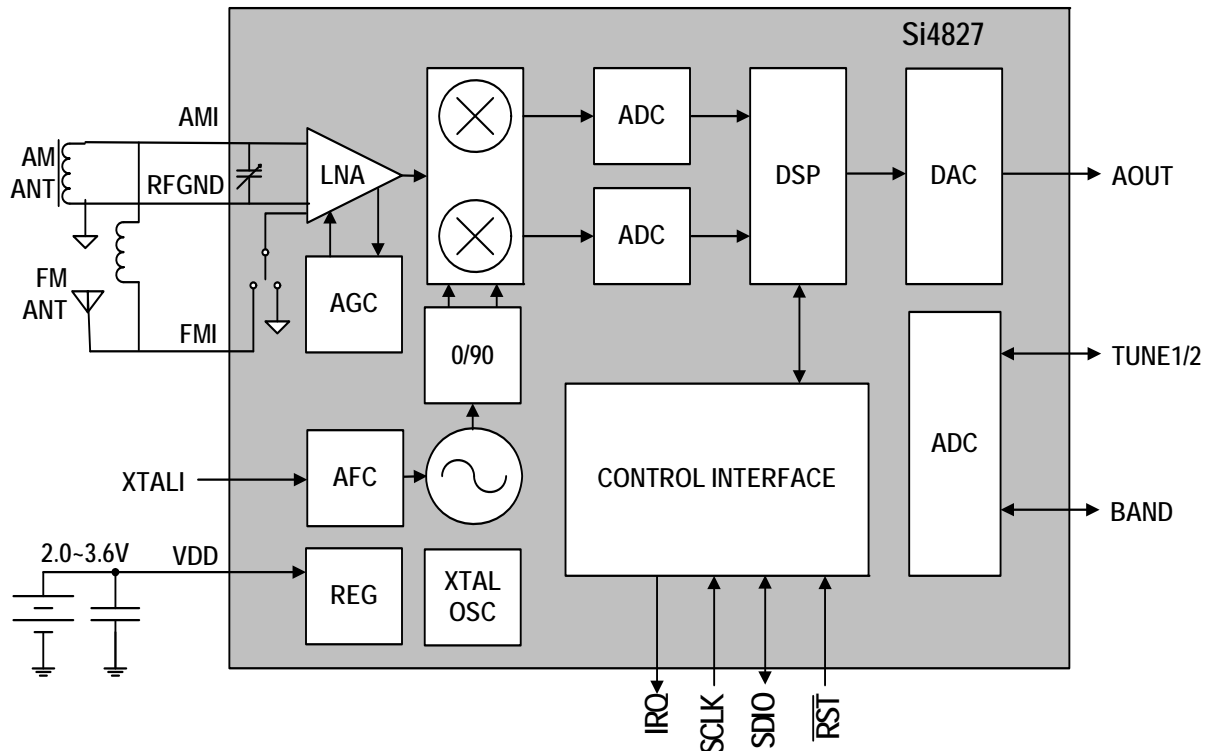 Si4827
AMI
AM
ANT
RFGND
LNA
ADC
DSP
DAC
AOUT
ADC
FM
ANT
FMI
AGC
0/90
TUNE1/2
ADC
XTALI
AFC
CONTROL INTERFACE
BAND
2.0~3.6V
VDD
REG
XTAL
OSC
IRQ
SCLK
SDIO
RST